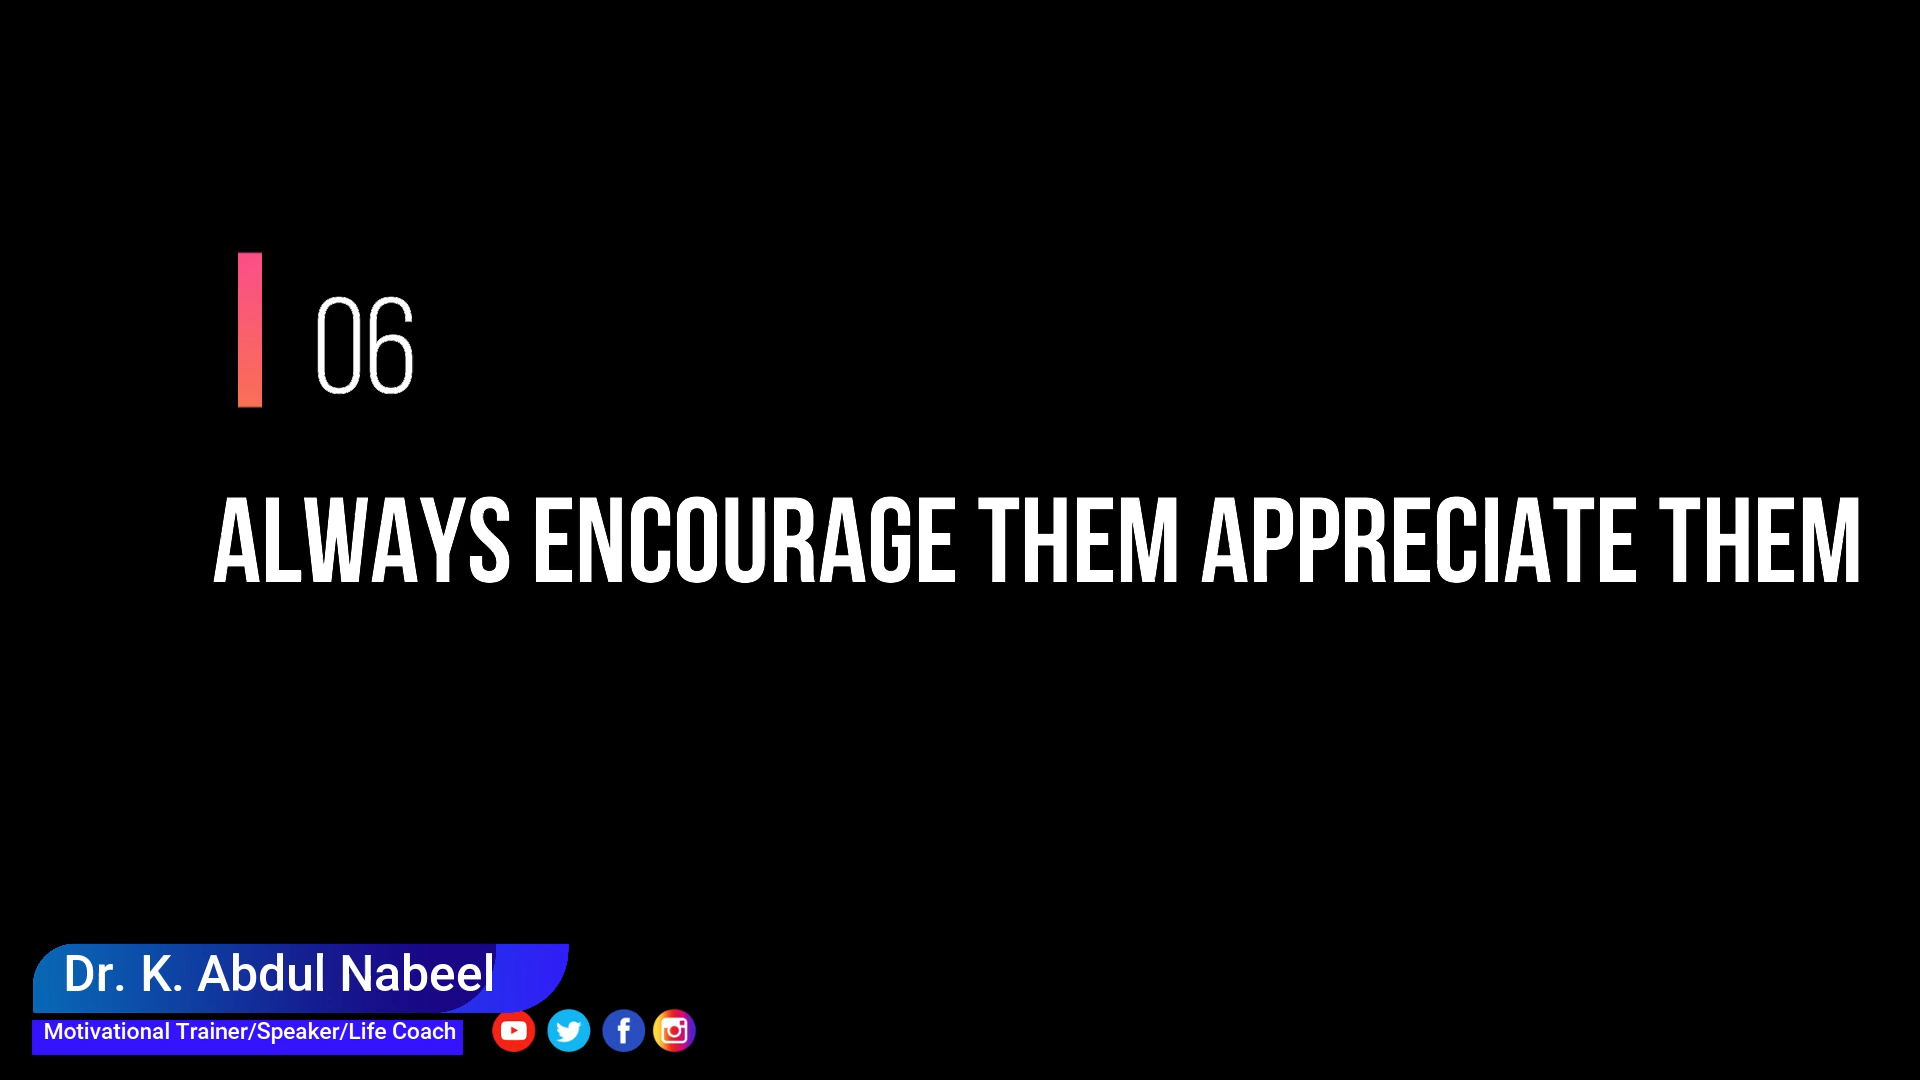 06
ALWAYS ENCOURAGE THEM APPRECIATE THEM
Dr. K. Abdul Nabeel
Motivational Trainer/Speaker/Life Coach